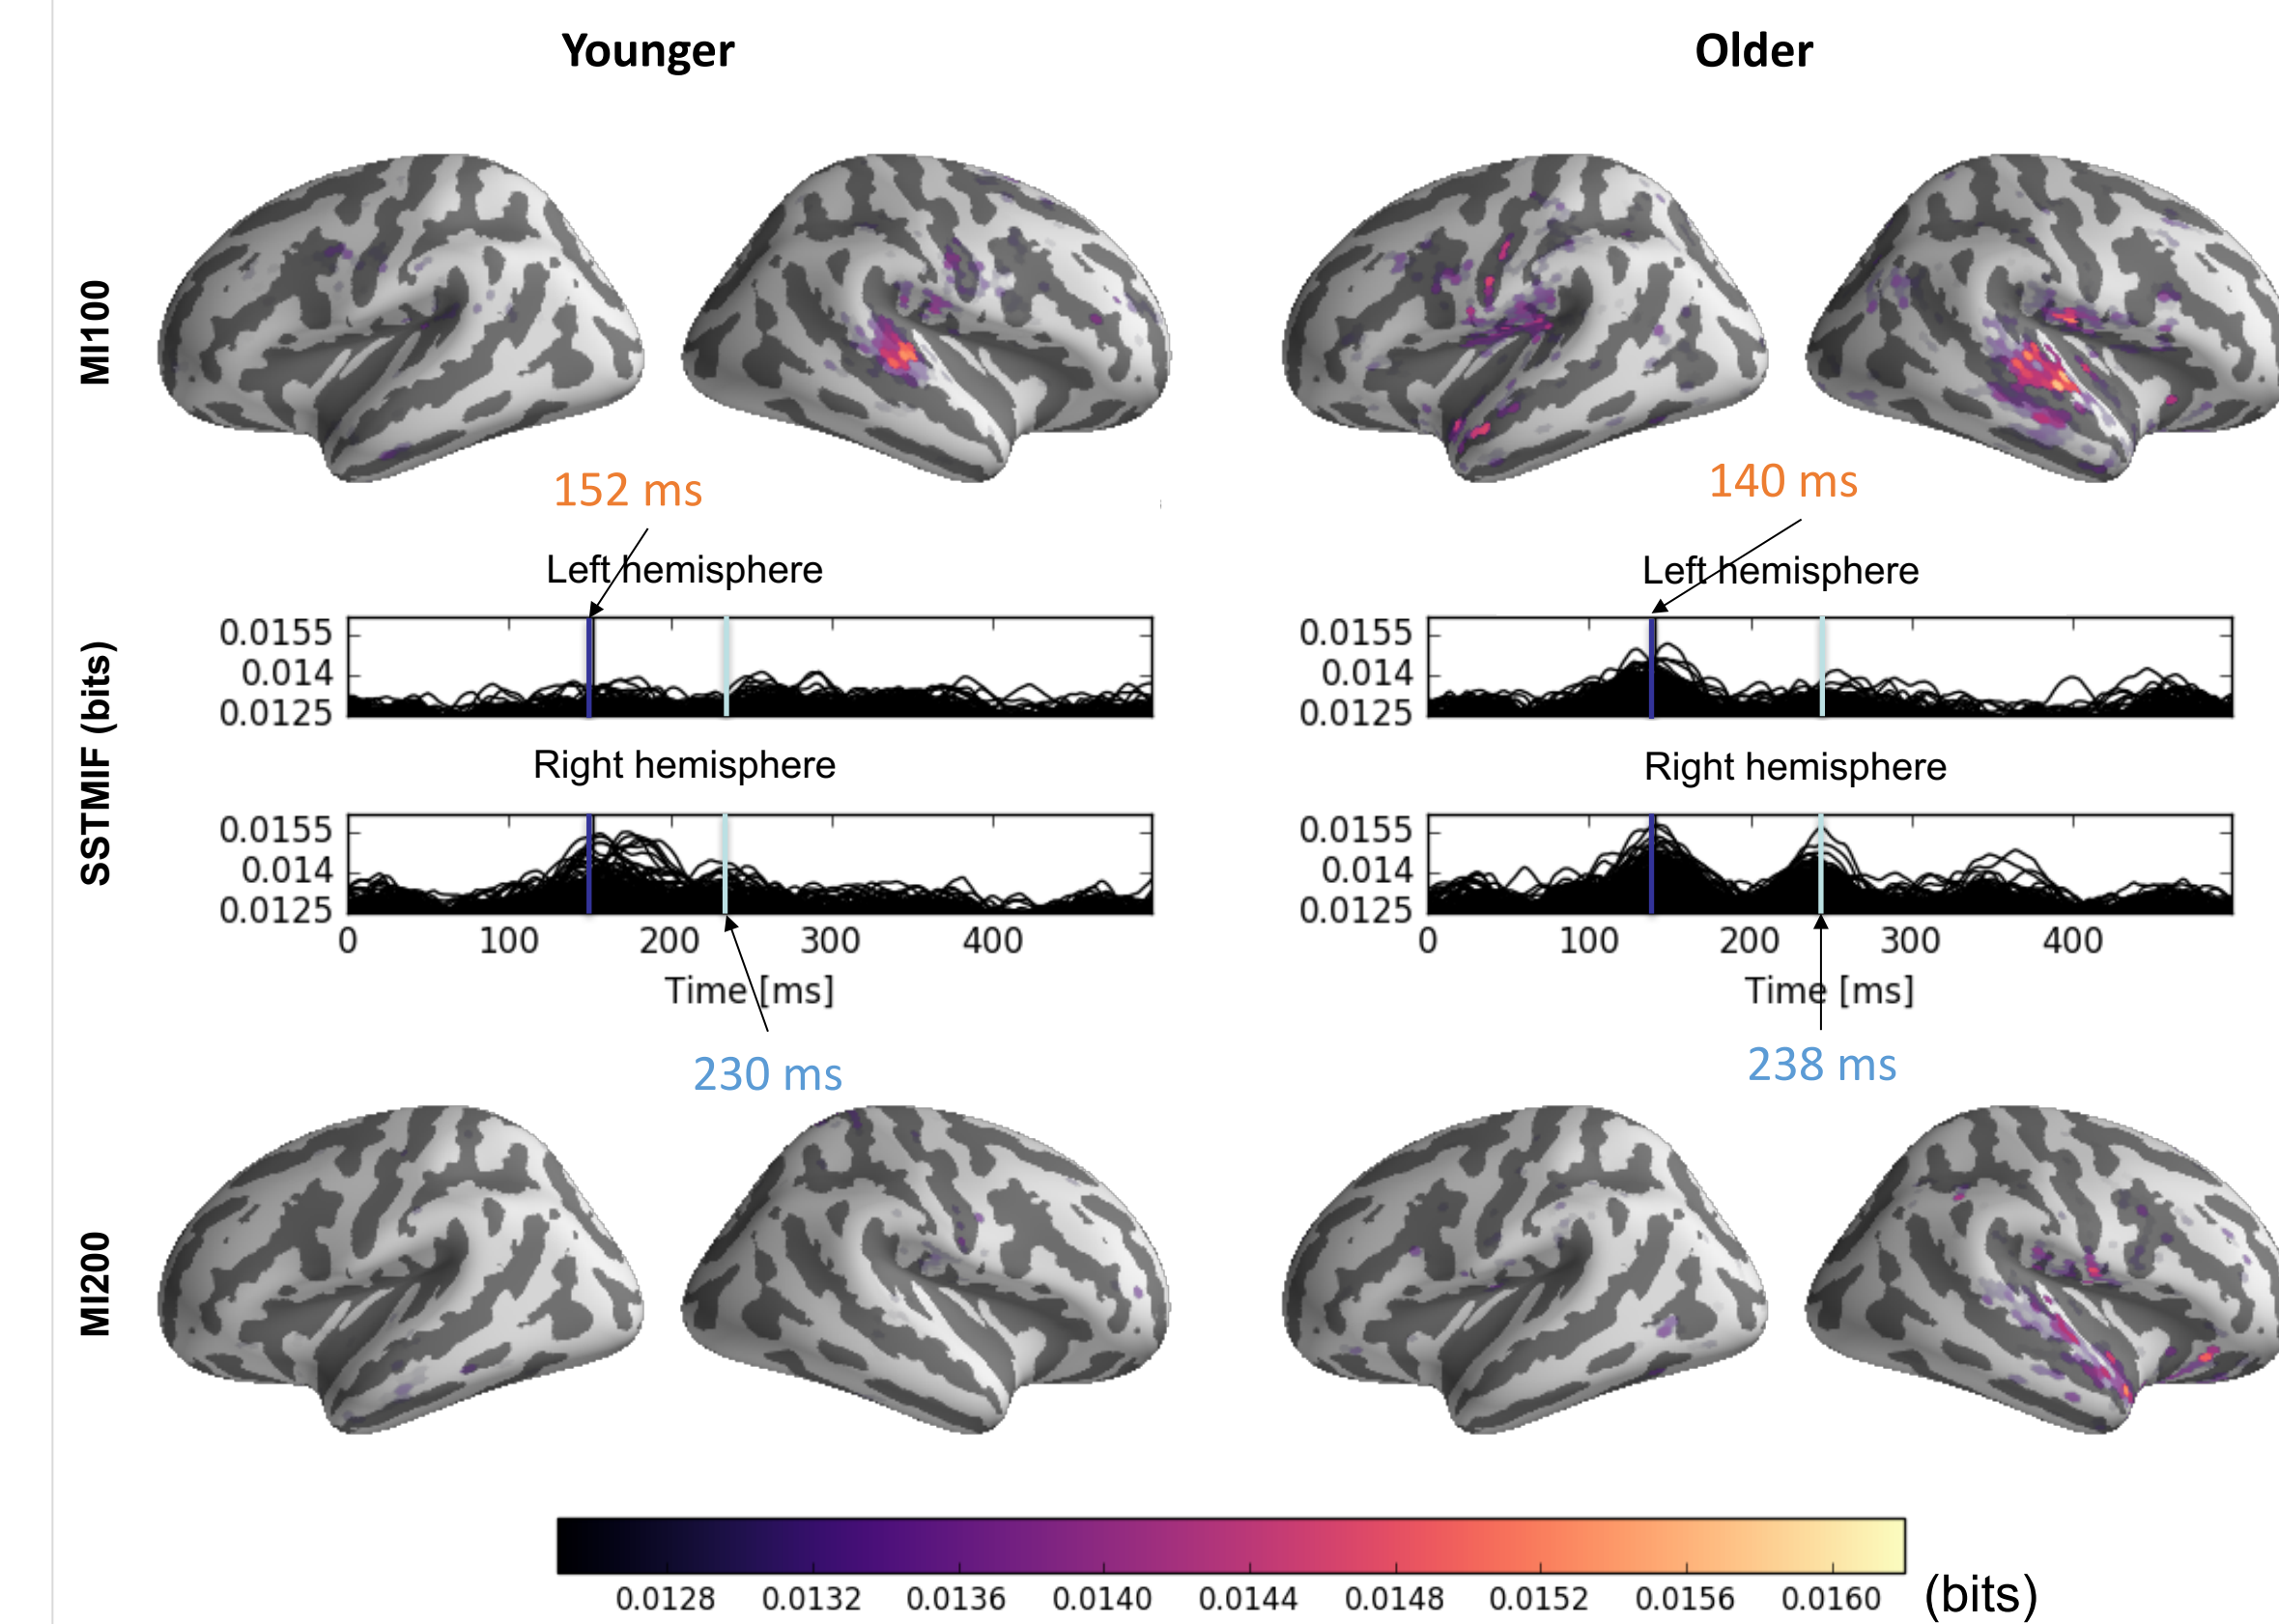 Younger
Older
MI100
152 ms
140 ms
SSTMIF (bits)
Left hemisphere
0.0155
0.014
0.0125
Right hemisphere
0.0155
0.014
0.0125
0 100 200 300 400
Time [ms]
Left hemisphere
0.0155
0.014
0.0125
Right hemisphere
0.0155
0.014
0.0125
0 100 200 300 400
Time [ms]
230 ms
238 ms
MI200
0.0128 0.0132 0.0136 0.0140 0.0144 0.0148 0.0152 0.0156 0.0160
(bits)